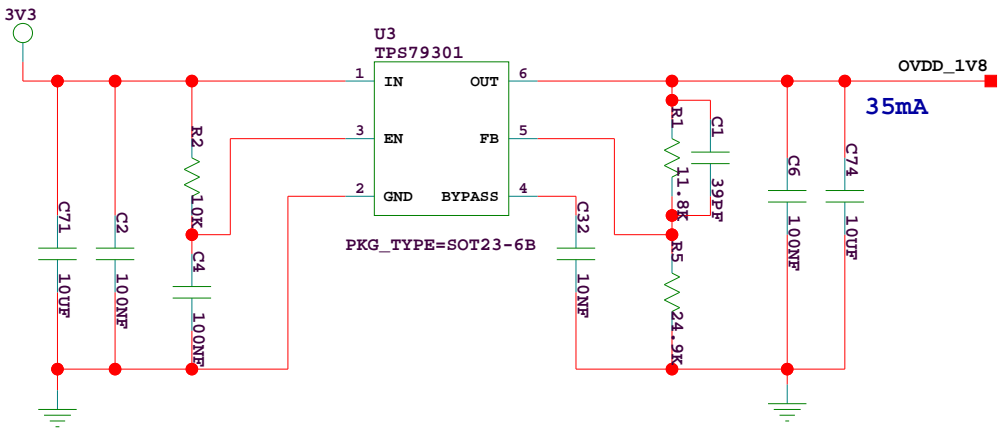 3V3
U3
TPS79301
1
IN
OUT
6
OVDD_1V8
35mA
3
EN
FB
5
2
GND
BYPASS
4
PKG_TYPE=SOT23-6B
C71
10UF
C2
100NF
R2
10K
C4
100NF
C32
10NF
R1
11.8K
C1
39PF
R5
24.9K
C6
100NF
C74
10UF